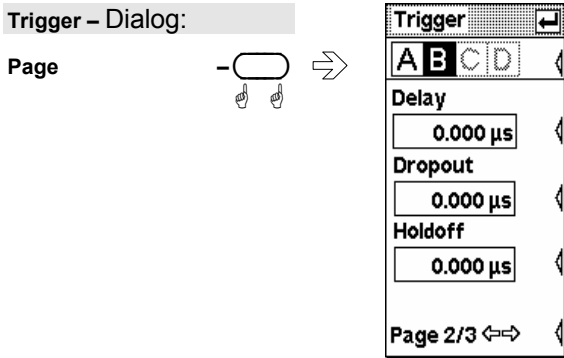 Trigger – Dialog:
Page
Trigger
A B C D
Delay
0.000 µs
Dropout
0.000 µs
Holdoff
0.000 µs
Page 2/3